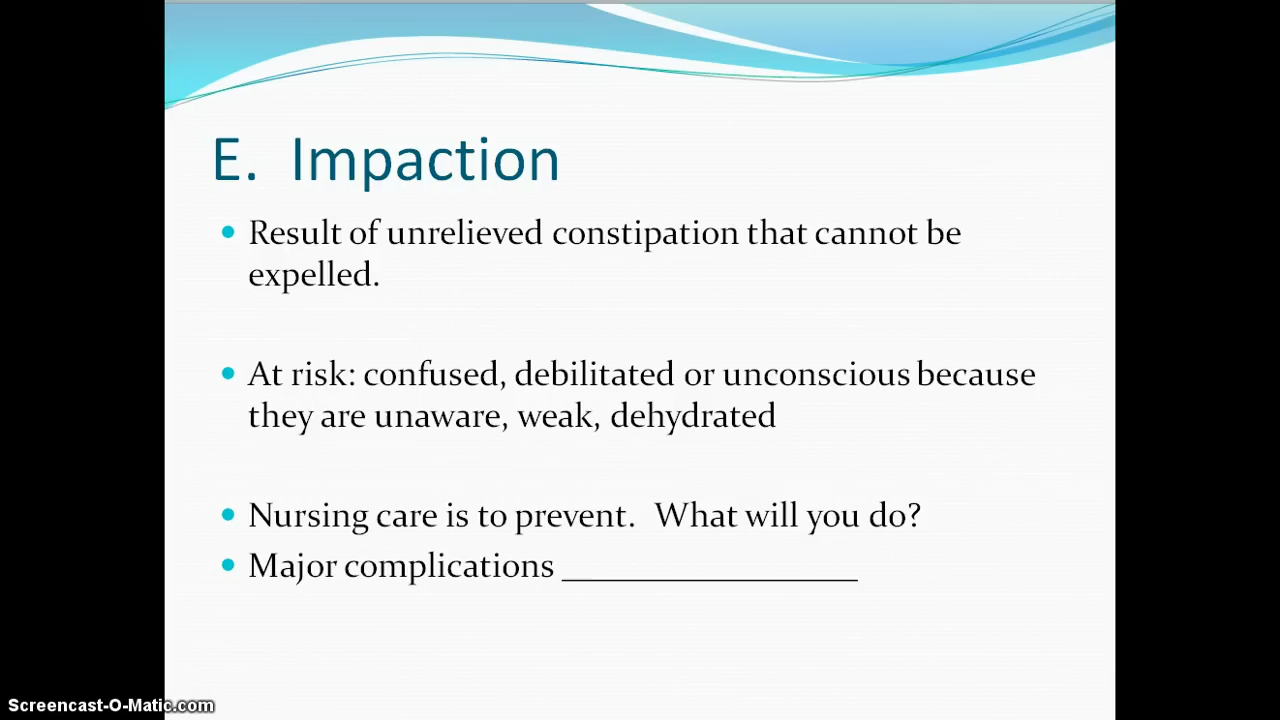 E. Impaction
• Result of unrelieved constipation that cannot be
expelled.
• At risk: confused, debilitated or unconscious because
they are unaware, weak, dehydrated
• Nursing care is to prevent. What will you do?
• Major complications _________________
Screencast-O-Matic.com